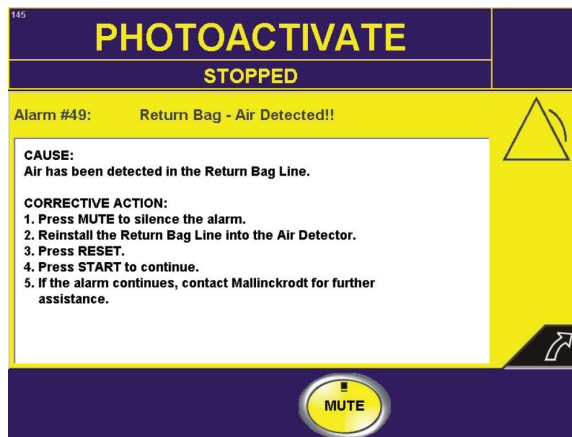 145
PHOTOACTIVATE
STOPPED
Alarm #49: Return Bag - Air Detected!!
CAUSE:
Air has been detected in the Return Bag Line.
CORRECTIVE ACTION:
1. Press MUTE to silence the alarm.
2. Reinstall the Return Bag Line into the Air Detector.
3. Press RESET.
4. Press START to continue.
5. If the alarm continues, contact Mallinckrodt for further
assistance.
MUTE